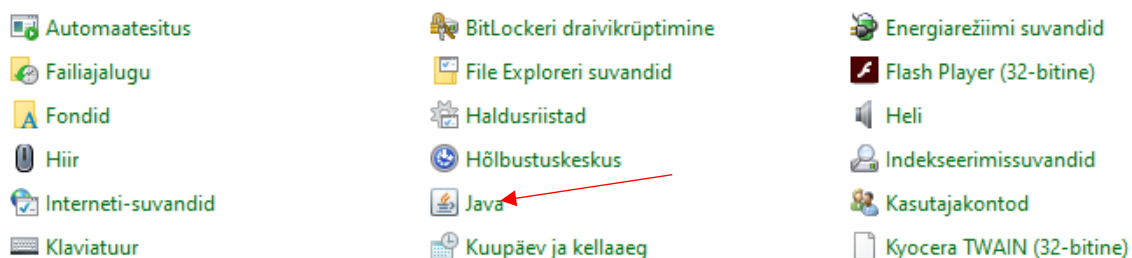 Automaatesitus
BitLockeri draivikrüptimine
Energiarežiimi suvandid
Failiajalugu
File Exploreri suvandid
Flash Player (32-bitine)
Fondid
Haldusriistad
Heli
Hiir
Hõlbustuskeskus
Indekseerimissuvandid
Interneti-suvandid
Java
Kasutajakontod
Klaviatuur
Kuupäev ja kellaaeg
Kyocera TWAIN (32-bitine)